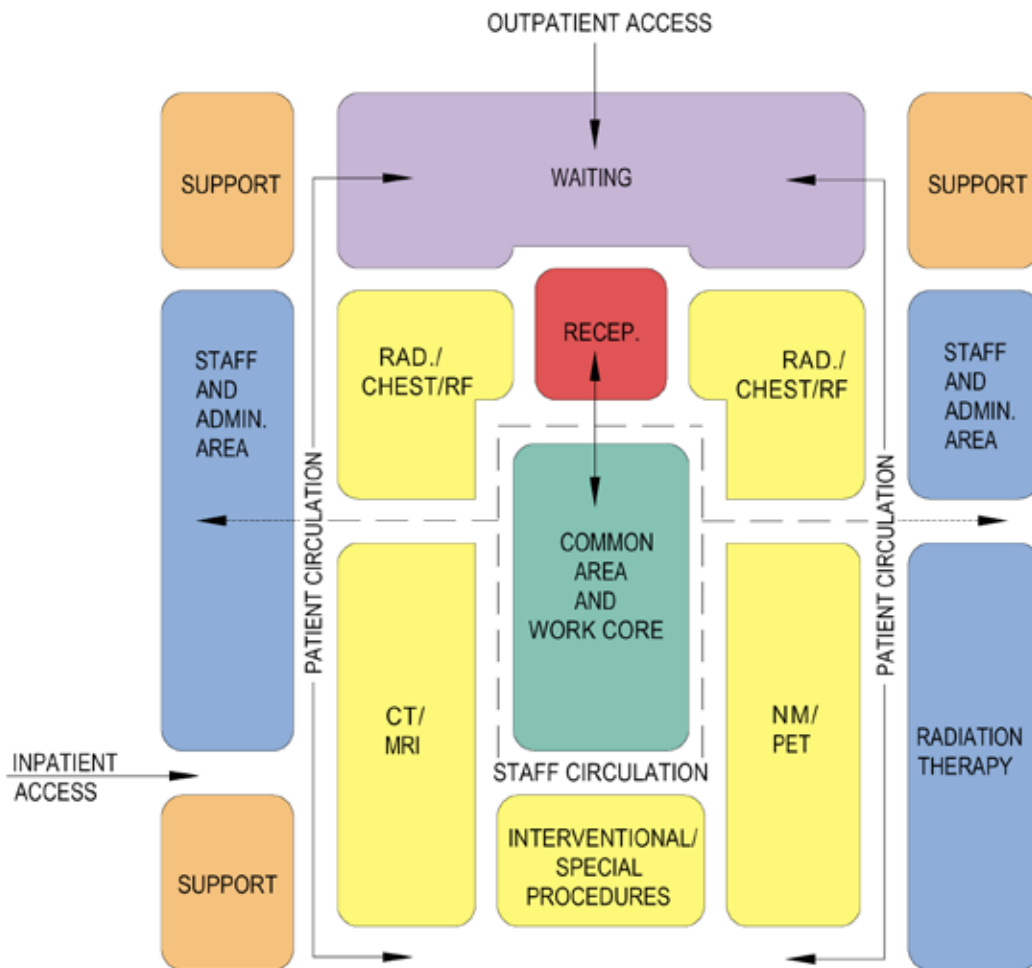 OUTPATIENT ACCESS
SUPPORT
WAITING
SUPPORT
RECEP.
STAFF
AND
ADMIN.
AREA
RAD./
CHEST/RF
RAD./
CHEST/RF
STAFF
AND
ADMIN.
AREA
PATIENT CIRCULATION
PATIENT CIRCULATION
COMMON
AREA
AND
WORK CORE
CT/
MRI
NM/
PET
RADIATION
THERAPY
INPATIENT
ACCESS
STAFF CIRCULATION
SUPPORT
INTERVENTIONAL/
SPECIAL
PROCEDURES